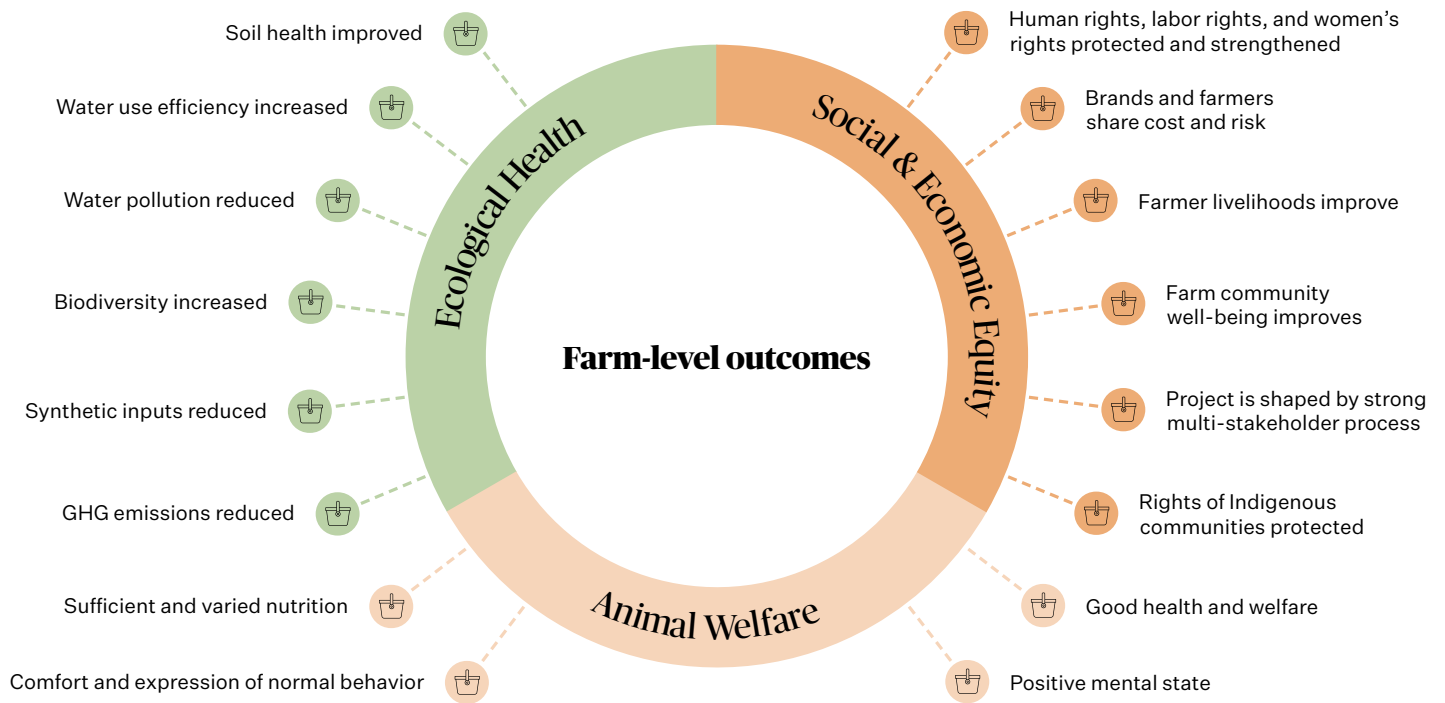 Soil health improved
Water use efficiency increased
Water pollution reduced
Biodiversity increased
Synthetic inputs reduced
GHG emissions reduced
Sufficient and varied nutrition
Comfort and expression of normal behavior
Ecological Health
Farm-level outcomes
Animal Welfare
Social & Economic Equity
Human rights, labor rights, and women’s
rights protected and strengthened
Brands and farmers
share cost and risk
Farmer livelihoods improve
Farm community
well-being improves
Project is shaped by strong
multi-stakeholder process
Rights of Indigenous
communities protected
Good health and welfare
Positive mental state